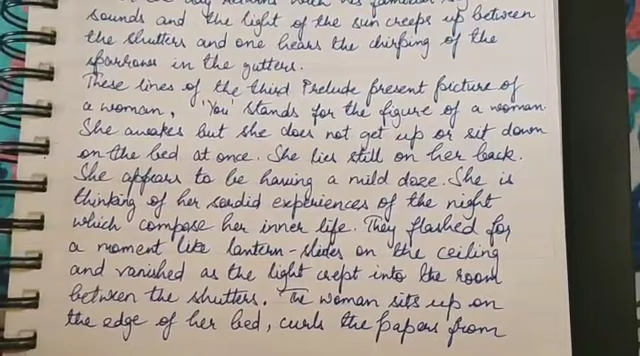 day returns with his familiar
sounds and the light of the sun creeps up between
the shutters and one hears the chirping of the
sparrows in the gutters.
These lines of the third Prelude present picture of
a woman, 'You' stands for the figure of a woman.
She awakes but she does not get up or sit down
on the bed at once. She lies still on her back.
She appears to be having a mild doze. She is
thinking of her sordid experiences of the night
which compose her inner life. They flashed for
a moment like lantern-slides on the ceiling
and vanished as the light crept into the room
between the shutters. The woman sits up on
the edge of her bed, curls the papers from